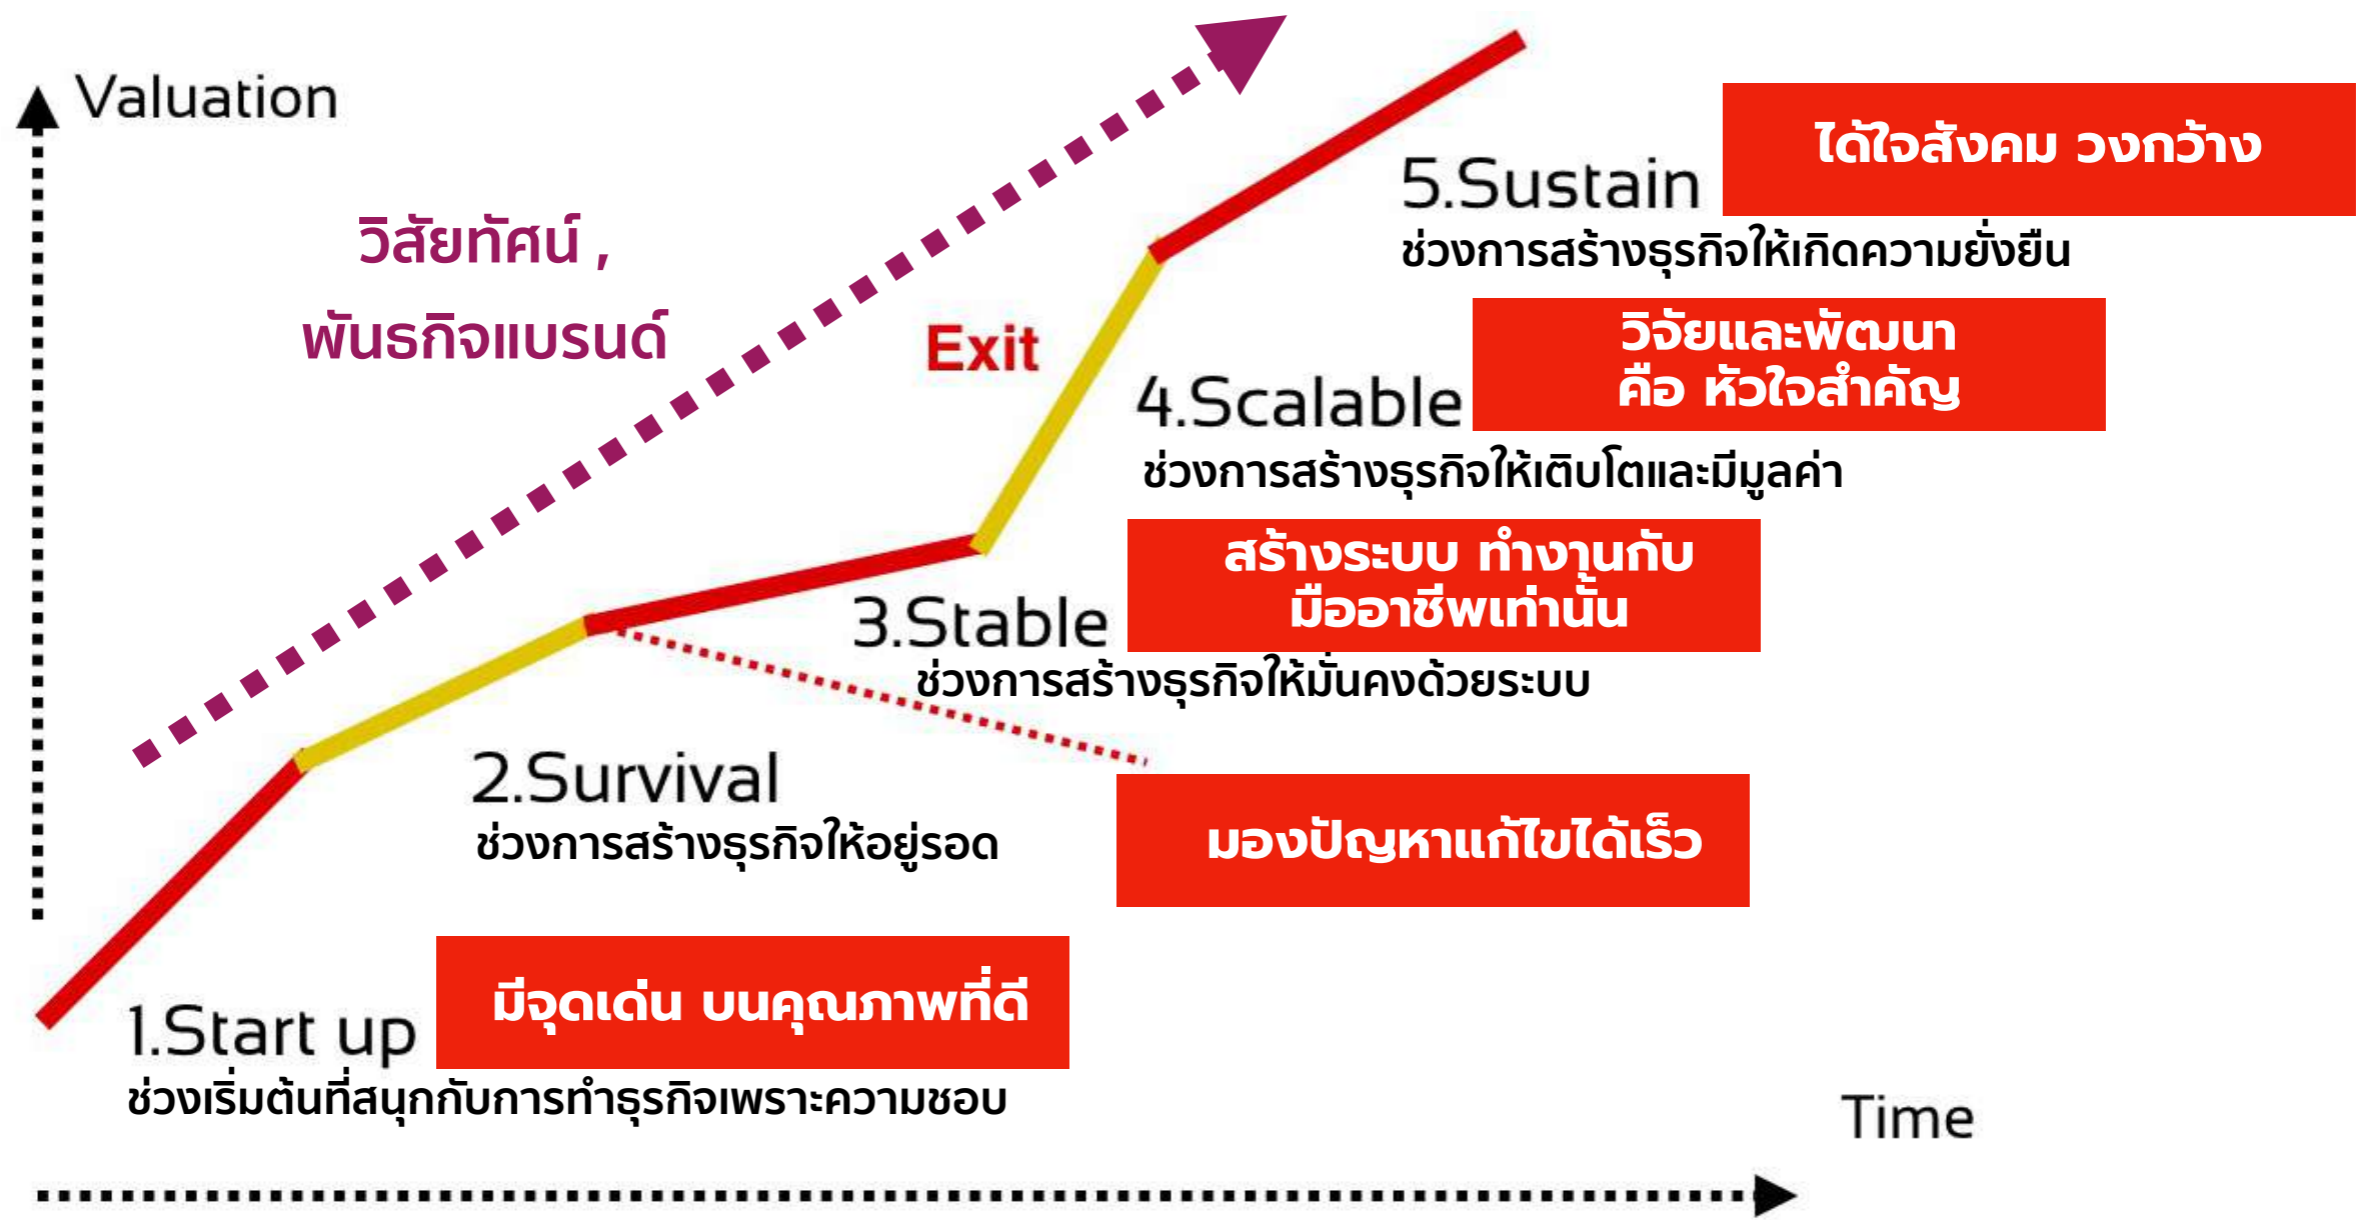 Valuation
วิสัยทัศน์ ,
พันธกิจแบรนด์
Exit
5.Sustain
ได้ใจสังคม วงกว้าง
ช่วงการสร้างธุรกิจให้เกิดความยั่งยืน
4.Scalable
วิจัยและพัฒนา
คือ หัวใจสำคัญ
ช่วงการสร้างธุรกิจให้เติบโตและมีมูลค่า
3.Stable
สร้างระบบ ทำงานกับ
มืออาชีพเท่านั้น
ช่วงการสร้างธุรกิจให้มั่นคงด้วยระบบ
2.Survival
ช่วงการสร้างธุรกิจให้อยู่รอด
มองปัญหาแก้ไขได้เร็ว
1.Start up
มีจุดเด่น บนคุณภาพที่ดี
ช่วงเริ่มต้นที่สนุกกับการทำธุรกิจเพราะความชอบ
Time